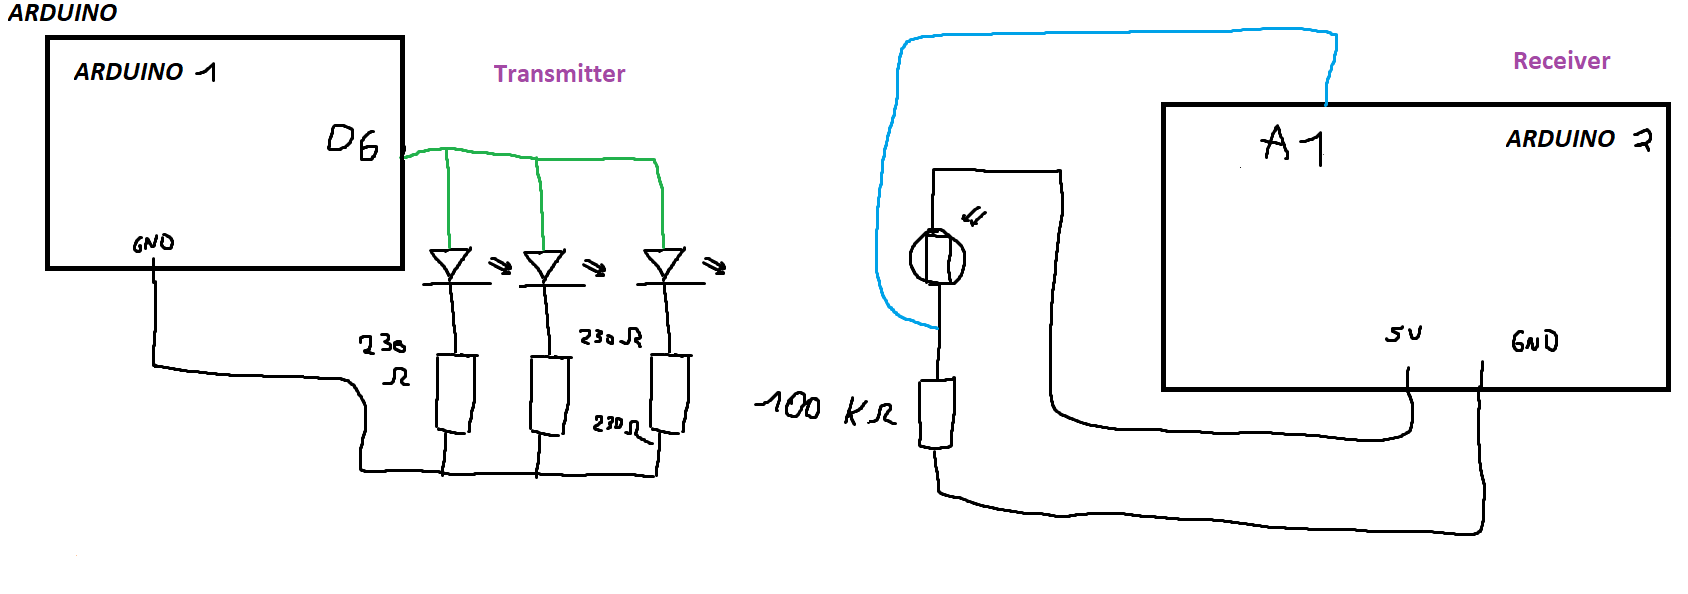 ARDUINO
ARDUINO 1
Transmitter
Receiver
D6
A1
ARDUINO 2
GND
230
Ω
230Ω
230Ω
100 KΩ
5V
GND